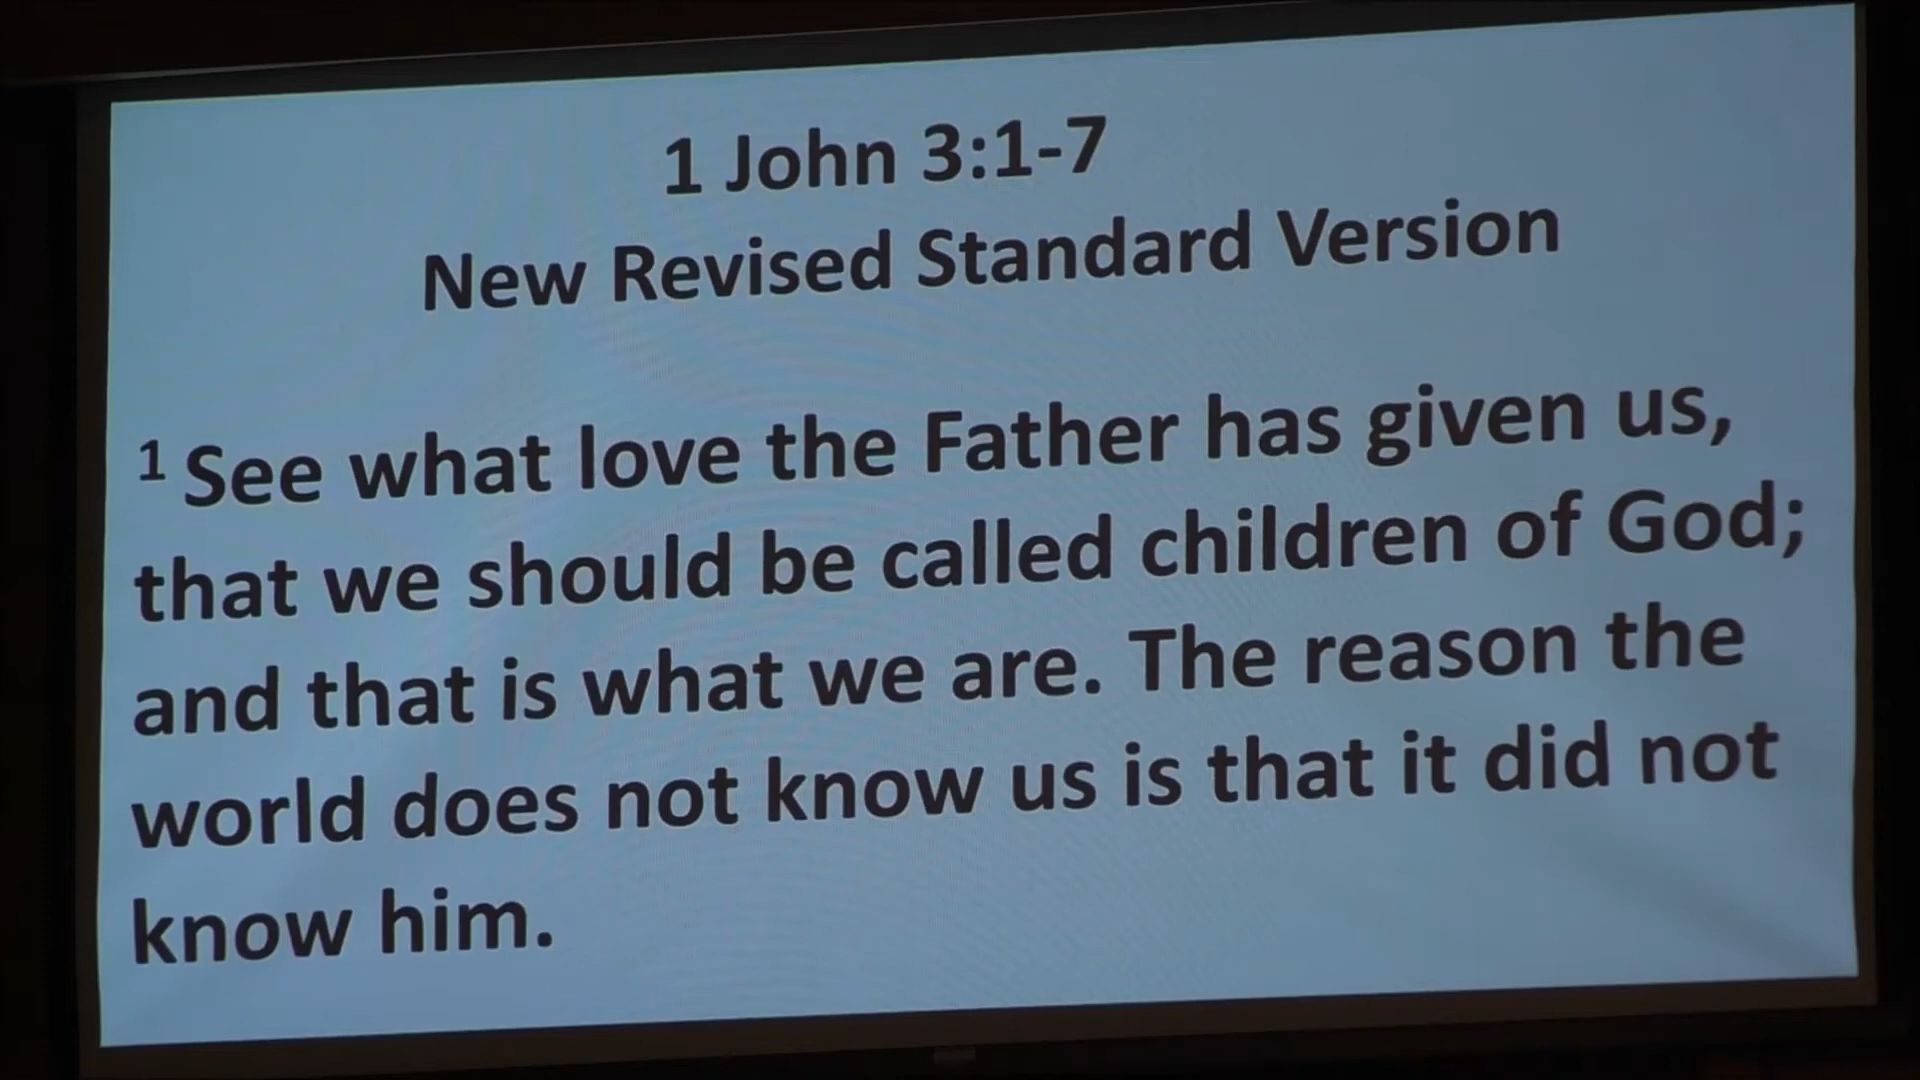 1 John 3:1-7
New Revised Standard Version
¹ See what love the Father has given us,
that we should be called children of God;
and that is what we are. The reason the
world does not know us is that it did not
know him.